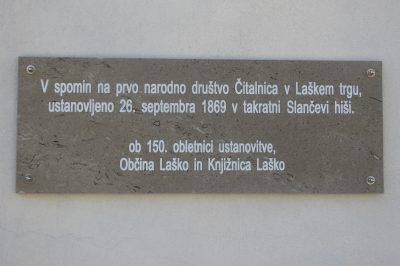 V spomin na prvo narodno društvo Čitalnica v Laškem trgu,
ustanovljeno 26. septembra 1869 v takratni Slančevi hiši.
ob 150. obletnici ustanovitve,
Občina Laško in Knjižnica Laško